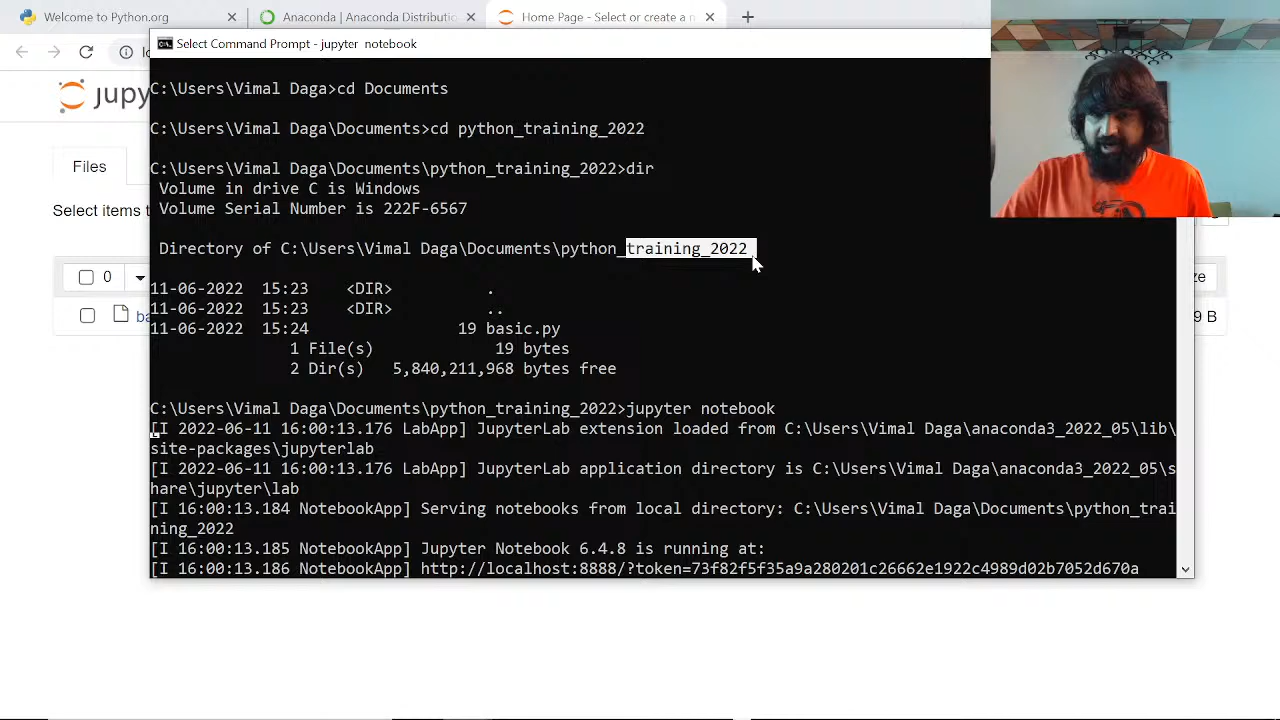 Welcome to Python.org
Anaconda | Anaconda Distributio
Home Page - Select or create a n
Select Command Prompt - jupyter notebook
jupy
Files
Select items t
0
ba
ze
9 B
C:\Users\Vimal Daga>cd Documents
C:\Users\Vimal Daga\Documents>cd python_training_2022
C:\Users\Vimal Daga\Documents\python_training_2022>dir
Volume in drive C is Windows
Volume Serial Number is 222F-6567
Directory of C:\Users\Vimal Daga\Documents\python_training_2022
11-06-2022 15:23 <DIR> .
11-06-2022 15:23 <DIR> ..
11-06-2022 15:24 19 basic.py
1 File(s) 19 bytes
2 Dir(s) 5,840,211,968 bytes free
C:\Users\Vimal Daga\Documents\python_training_2022>jupyter notebook
[I 2022-06-11 16:00:13.176 LabApp] JupyterLab extension loaded from C:\Users\Vimal Daga\anaconda3_2022_05\lib\
site-packages\jupyterlab
[I 2022-06-11 16:00:13.176 LabApp] JupyterLab application directory is C:\Users\Vimal Daga\anaconda3_2022_05\s
hare\jupyter\lab
[I 16:00:13.184 NotebookApp] Serving notebooks from local directory: C:\Users\Vimal Daga\Documents\python_trai
ning_2022
[I 16:00:13.185 NotebookApp] Jupyter Notebook 6.4.8 is running at:
[I 16:00:13.186 NotebookApp] http://localhost:8888/?token=73f82f5f35a9a280201c26662e1922c4989d02b7052d670a